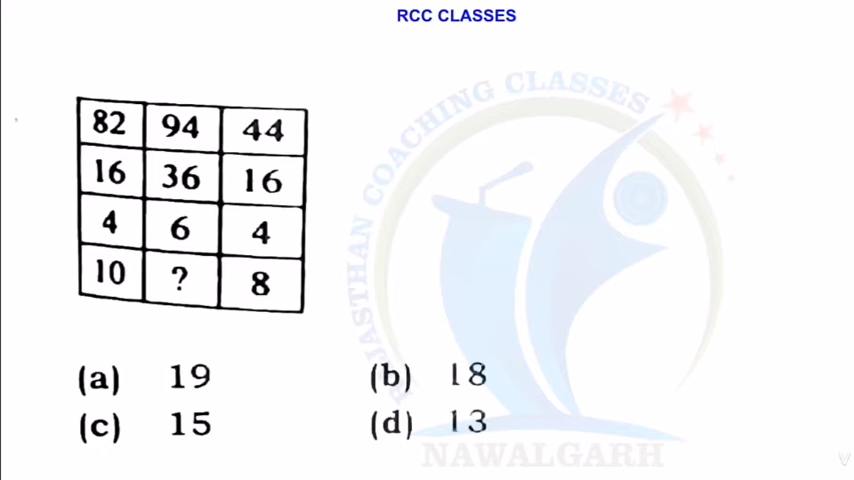 RCC CLASSES
RAJASTHAN COACHING CLASSES
82 94 44
16 36 16
4 6 4
10 ? 8
(a) 19 (b) 18
(c) 15 (d) 13
NAWALGARH